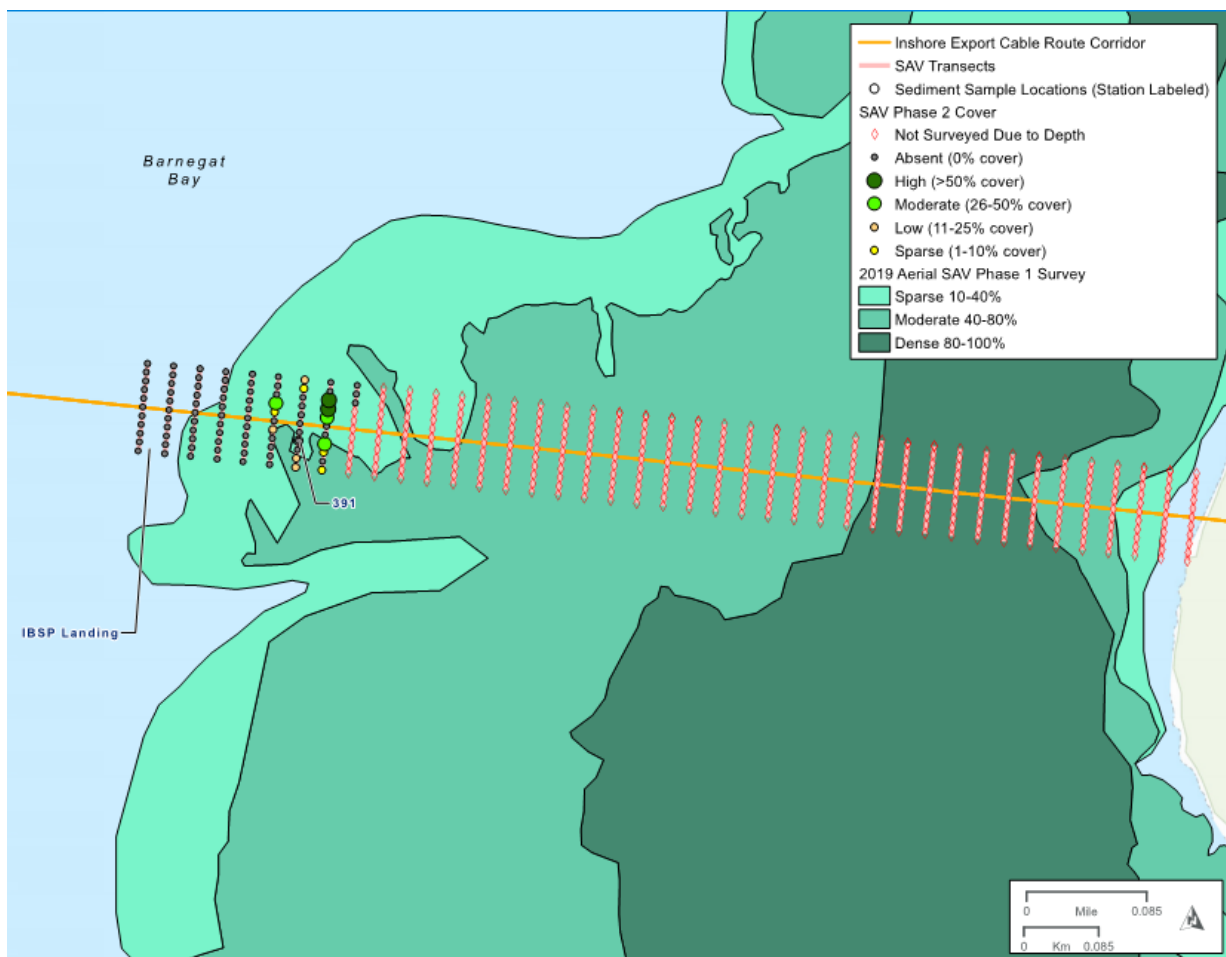 Inshore Export Cable Route Corridor
SAV Transects
Sediment Sample Locations (Station Labeled)
SAV Phase 2 Cover
Not Surveyed Due to Depth
Absent (0% cover)
High (>50% cover)
Moderate (26-50% cover)
Low (11-25% cover)
Sparse (1-10% cover)
2019 Aerial SAV Phase 1 Survey
Sparse 10-40%
Moderate 40-80%
Dense 80-100%
Barnegat
Bay
391
IBSP Landing
0 Mile 0.085
0 Km 0.085